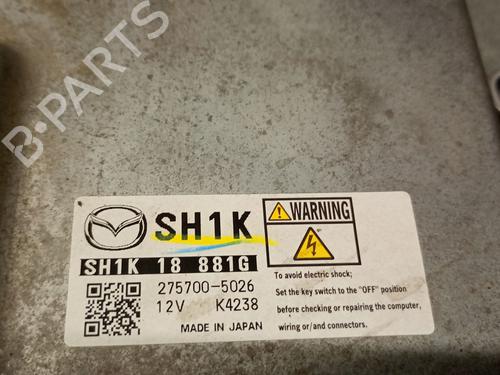 B-PARTS
SH1K
SH1K 18 881G
275700-5026
12V K4238
MADE IN JAPAN
WARNING
To avoid electric shock;
Set the key switch to the "OFF" position
before checking or repairing the computer,
wiring or/and connectors.